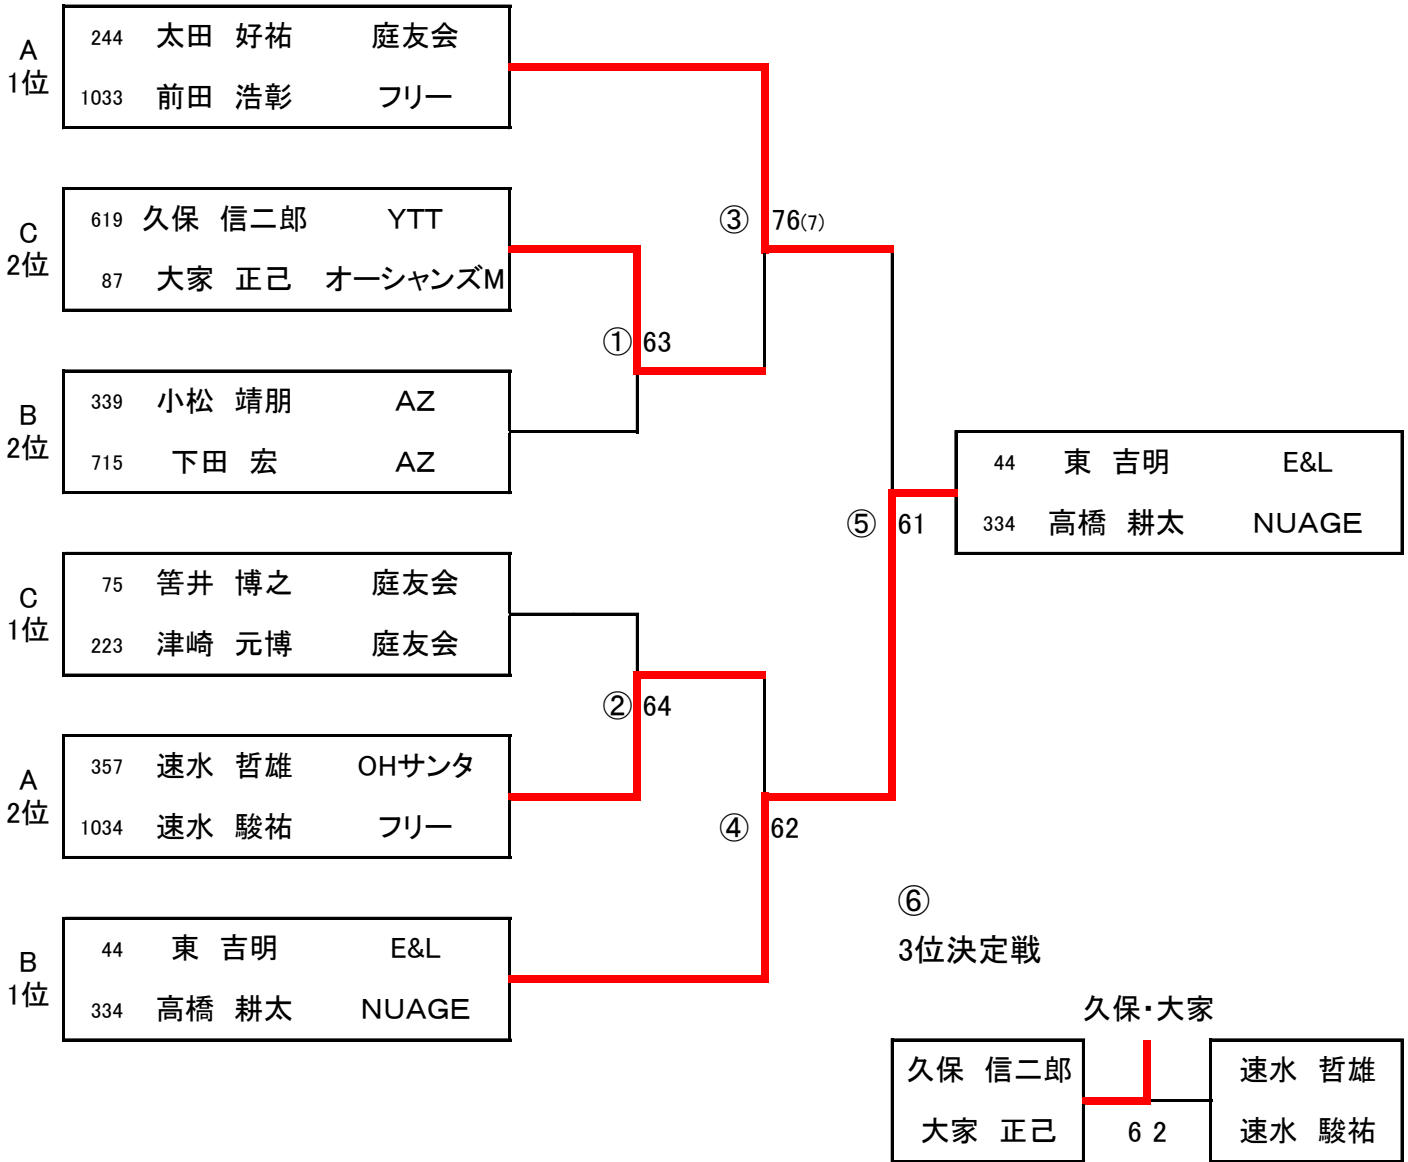 A
1位
244 太田 好祐 庭友会
1033 前田 浩彰 フリー
C
2位
619 久保 信二郎 YTT
87 大家 正己 オーシャンズM
③ 76(7)
① 63
B
2位
339 小松 靖朋 AZ
715 下田 宏 AZ
44 東 吉明 E&L
334 高橋 耕太 NUAGE
⑤ 61
C
1位
75 筈井 博之 庭友会
223 津崎 元博 庭友会
② 64
A
2位
357 速水 哲雄 OHサンタ
1034 速水 駿祐 フリー
④ 62
B
1位
44 東 吉明 E&L
334 高橋 耕太 NUAGE
⑥
3位決定戦
久保・大家
久保 信二郎 速水 哲雄
大家 正己 6 2 速水 駿祐